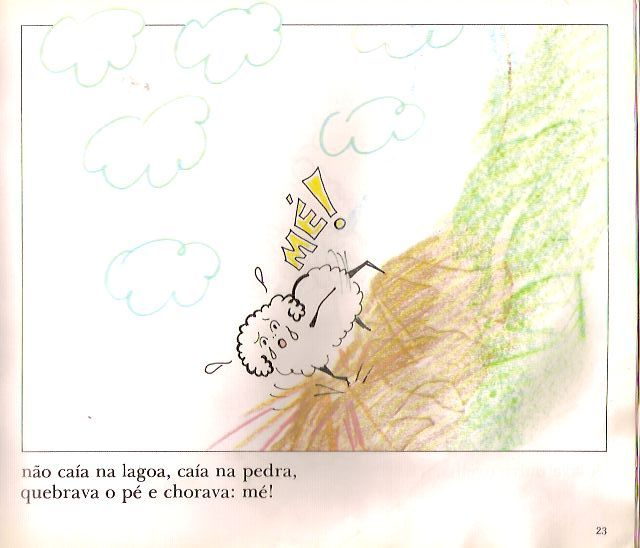 MÉ!
não caía na lagoa, caía na pedra,
quebrava o pé e chorava: mé!
23